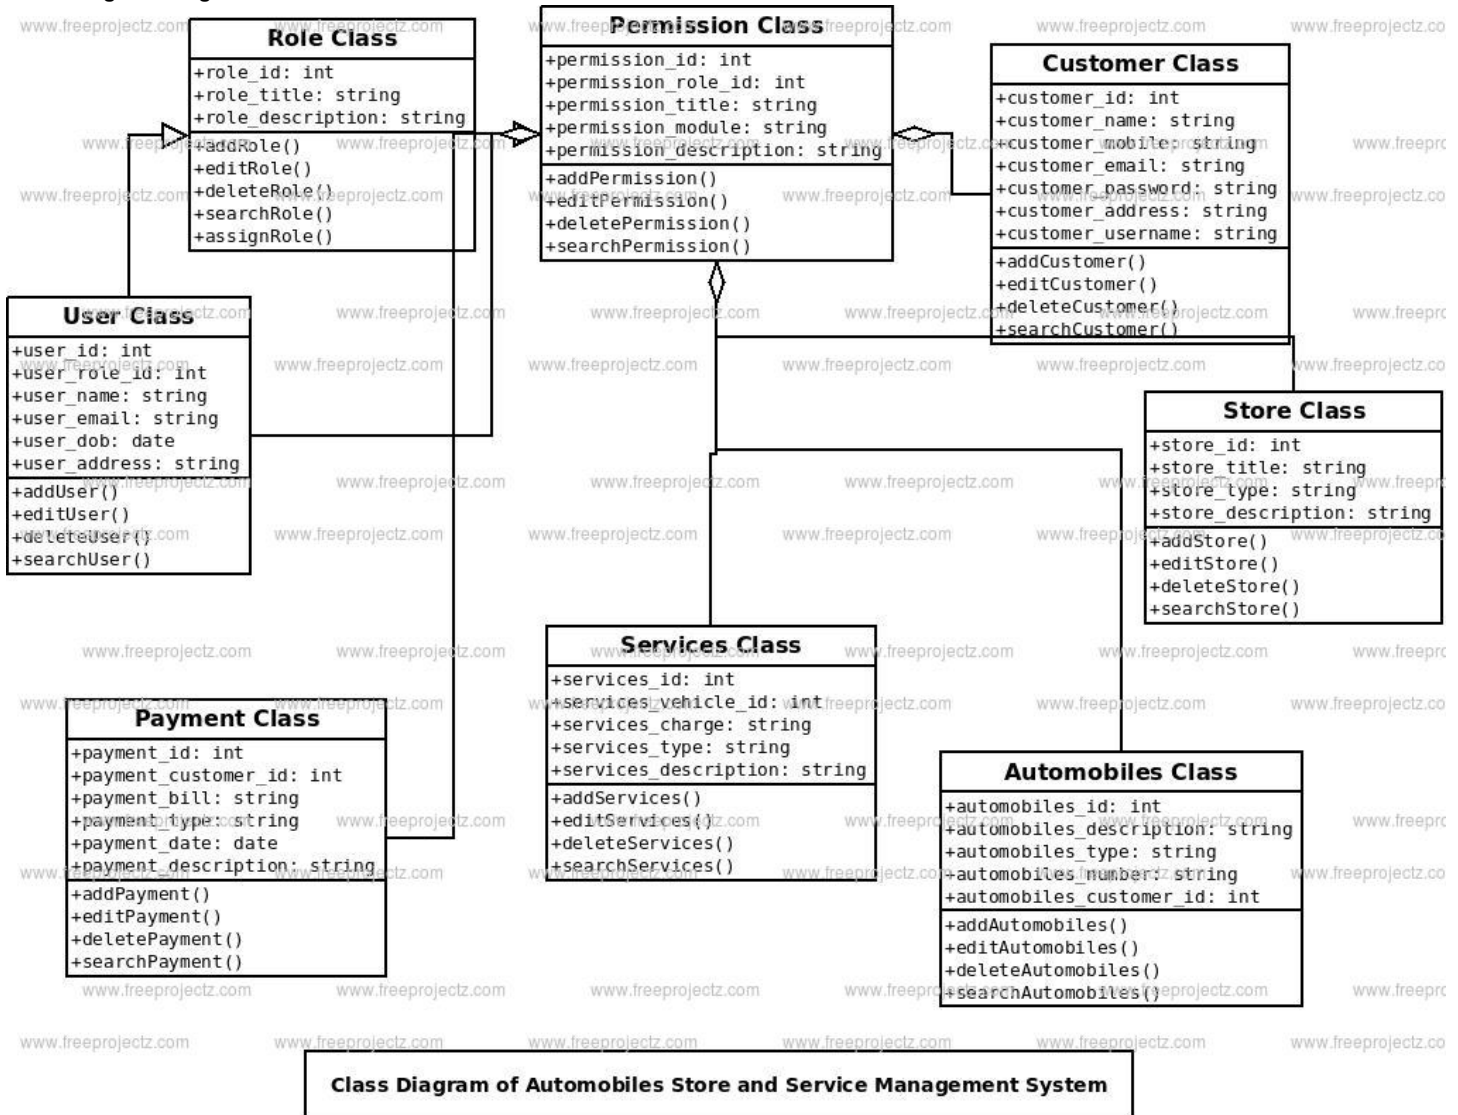 Role Class
+role_id: int
+role_title: string
+role_description: string
+addRole()
+editRole()
+deleteRole()
+searchRole()
+assignRole()
Permission Class
+permission_id: int
+permission_role_id: int
+permission_title: string
+permission_module: string
+permission_description: string
+addPermission()
+editPermission()
+deletePermission()
+searchPermission()
Customer Class
+customer_id: int
+customer_name: string
+customer_mobile: string
+customer_email: string
+customer_password: string
+customer_address: string
+customer_username: string
+addCustomer()
+editCustomer()
+deleteCustomer()
+searchCustomer()
User Class
+user_id: int
+user_role_id: int
+user_name: string
+user_email: string
+user_dob: date
+user_address: string
+addUser()
+editUser()
+deleteUser()
+searchUser()
Store Class
+store_id: int
+store_title: string
+store_type: string
+store_description: string
+addStore()
+editStore()
+deleteStore()
+searchStore()
Services Class
+services_id: int
+services_vehicle_id: int
+services_charge: string
+services_type: string
+services_description: string
+addServices()
+editServices()
+deleteServices()
+searchServices()
Payment Class
+payment_id: int
+payment_customer_id: int
+payment_bill: string
+payment_type: string
+payment_date: date
+payment_description: string
+addPayment()
+editPayment()
+deletePayment()
+searchPayment()
Automobiles Class
+automobiles_id: int
+automobiles_description: string
+automobiles_type: string
+automobiles_number: string
+automobiles_customer_id: int
+addAutomobiles()
+editAutomobiles()
+deleteAutomobiles()
+searchAutomobiles()
Class Diagram of Automobiles Store and Service Management System
www.freeprojectz.com